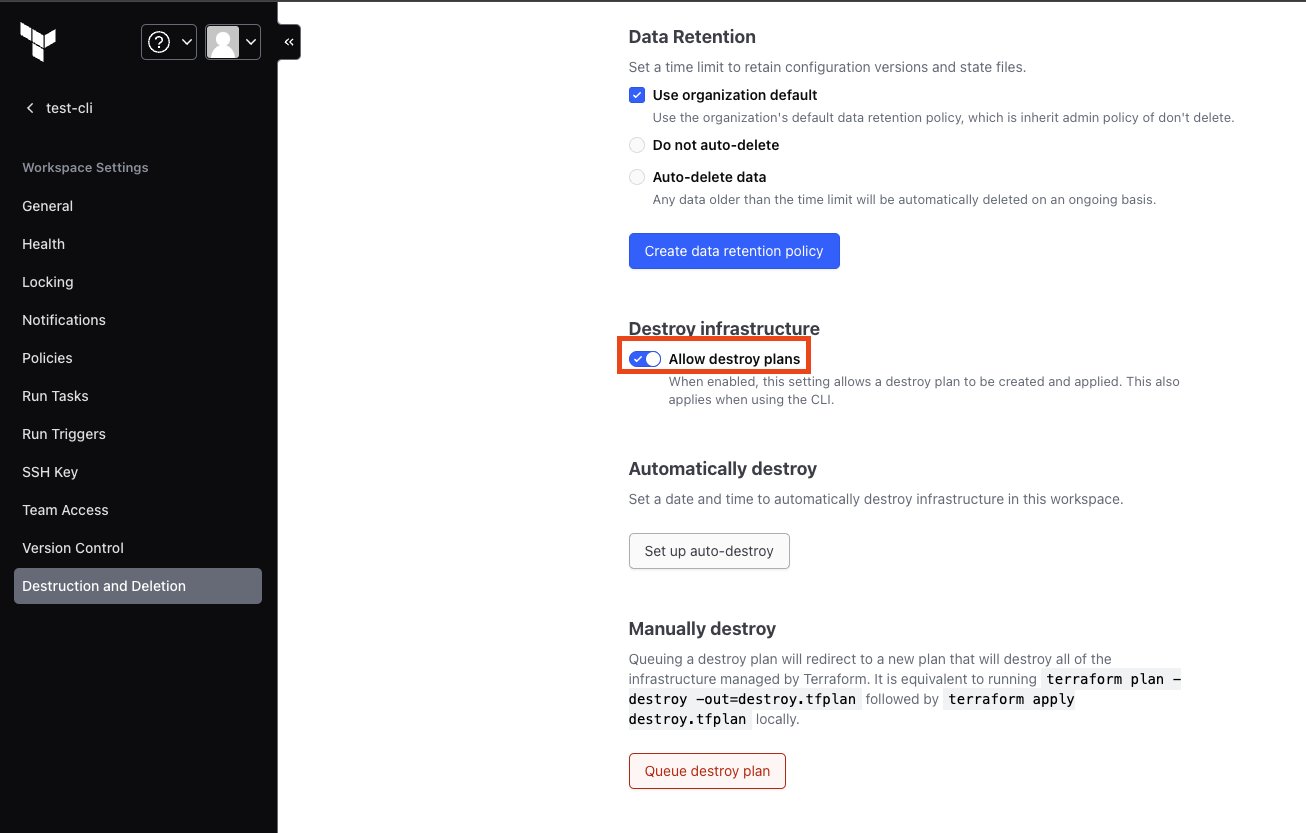 ?
«
test-cli
Workspace Settings
General
Health
Locking
Notifications
Policies
Run Tasks
Run Triggers
SSH Key
Team Access
Version Control
Destruction and Deletion
Data Retention
Set a time limit to retain configuration versions and state files.
Use organization default
Use the organization's default data retention policy, which is inherit admin policy of don't delete.
Do not auto-delete
Auto-delete data
Any data older than the time limit will be automatically deleted on an ongoing basis.
Create data retention policy
Destroy infrastructure
Allow destroy plans
When enabled, this setting allows a destroy plan to be created and applied. This also
applies when using the CLI.
Automatically destroy
Set a date and time to automatically destroy infrastructure in this workspace.
Set up auto-destroy
Manually destroy
Queuing a destroy plan will redirect to a new plan that will destroy all of the
infrastructure managed by Terraform. It is equivalent to running terraform plan -
destroy -out=destroy.tfplan followed by terraform apply
destroy.tfplan locally.
Queue destroy plan